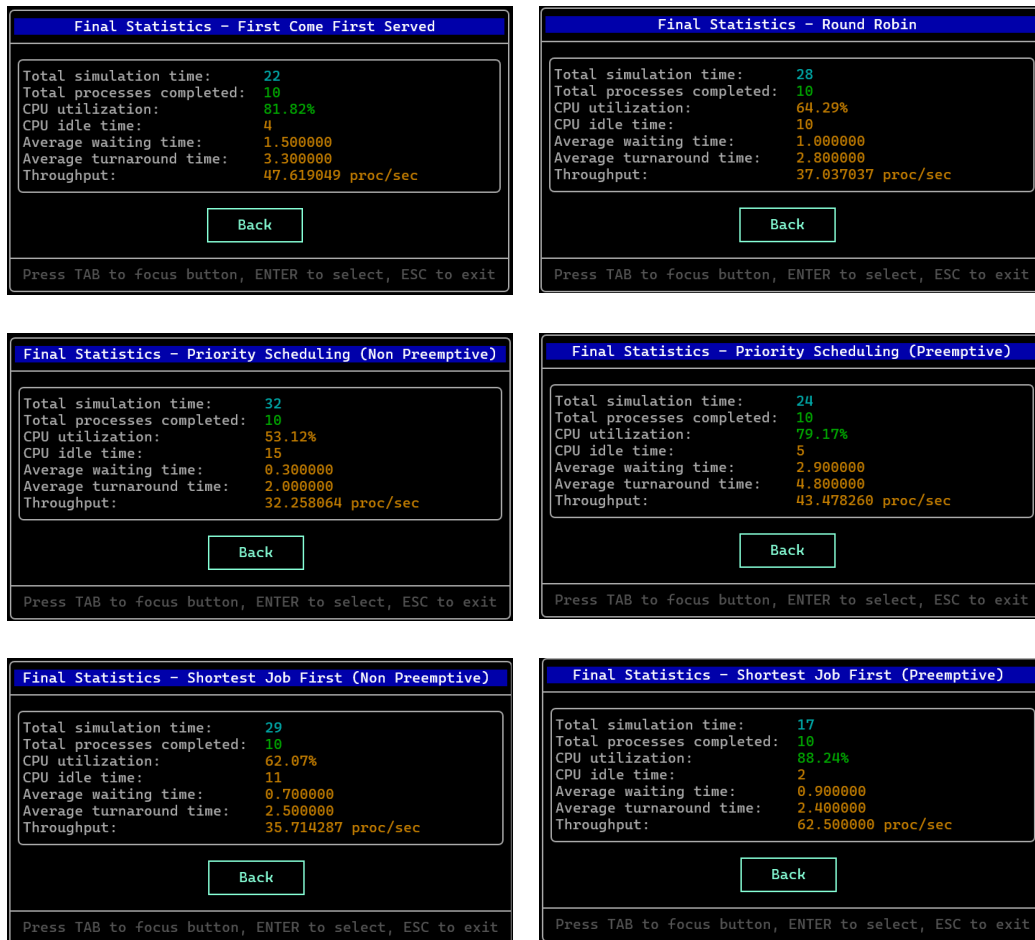 Final Statistics – First Come First Served
Total simulation time: 22
Total processes completed: 10
CPU utilization: 81.82%
CPU idle time: 4
Average waiting time: 1.500000
Average turnaround time: 3.300000
Throughput: 47.619049 proc/sec
Back
Press TAB to focus button, ENTER to select, ESC to exit
Final Statistics – Round Robin
Total simulation time: 28
Total processes completed: 10
CPU utilization: 64.29%
CPU idle time: 10
Average waiting time: 1.000000
Average turnaround time: 2.800000
Throughput: 37.037037 proc/sec
Back
Press TAB to focus button, ENTER to select, ESC to exit
Final Statistics – Priority Scheduling (Non Preemptive)
Total simulation time: 32
Total processes completed: 10
CPU utilization: 53.12%
CPU idle time: 15
Average waiting time: 0.300000
Average turnaround time: 2.000000
Throughput: 32.258064 proc/sec
Back
Press TAB to focus button, ENTER to select, ESC to exit
Final Statistics – Priority Scheduling (Preemptive)
Total simulation time: 24
Total processes completed: 10
CPU utilization: 79.17%
CPU idle time: 5
Average waiting time: 2.900000
Average turnaround time: 4.800000
Throughput: 43.478260 proc/sec
Back
Press TAB to focus button, ENTER to select, ESC to exit
Final Statistics – Shortest Job First (Non Preemptive)
Total simulation time: 29
Total processes completed: 10
CPU utilization: 62.07%
CPU idle time: 11
Average waiting time: 0.700000
Average turnaround time: 2.500000
Throughput: 35.714287 proc/sec
Back
Press TAB to focus button, ENTER to select, ESC to exit
Final Statistics – Shortest Job First (Preemptive)
Total simulation time: 17
Total processes completed: 10
CPU utilization: 88.24%
CPU idle time: 2
Average waiting time: 0.900000
Average turnaround time: 2.400000
Throughput: 62.500000 proc/sec
Back
Press TAB to focus button, ENTER to select, ESC to exit